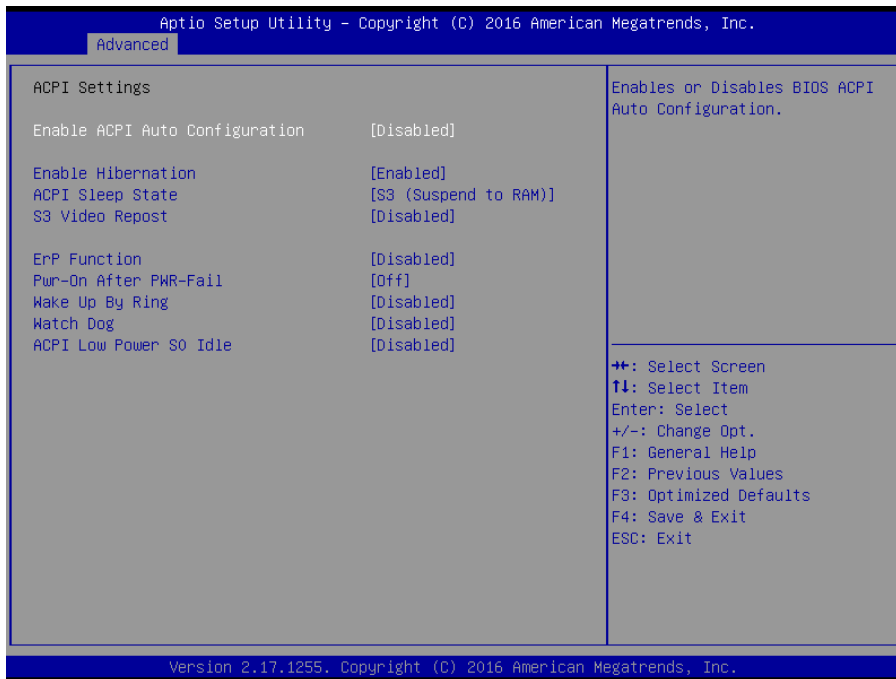 Aptio Setup Utility – Copyright (C) 2016 American Megatrends, Inc.
Advanced
ACPI Settings
Enable ACPI Auto Configuration [Disabled]
Enable Hibernation [Enabled]
ACPI Sleep State [S3 (Suspend to RAM)]
S3 Video Repost [Disabled]
ErP Function [Disabled]
Pwr-On After PWR-Fail [Off]
Wake Up By Ring [Disabled]
Watch Dog [Disabled]
ACPI Low Power S0 Idle [Disabled]
Enables or Disables BIOS ACPI
Auto Configuration.
→←: Select Screen
↑↓: Select Item
Enter: Select
+/-: Change Opt.
F1: General Help
F2: Previous Values
F3: Optimized Defaults
F4: Save & Exit
ESC: Exit
Version 2.17.1255. Copyright (C) 2016 American Megatrends, Inc.